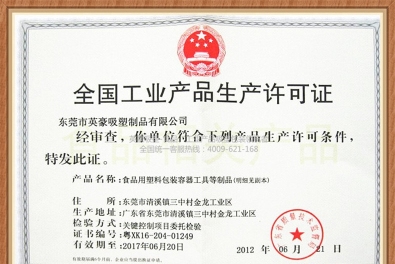 全国工业产品生产许可证
东莞市英豪吸塑制品有限公司
经审查，你单位符合下列产品生产许可条件，
全国统一客服热线：4009-621-168
特发此证。
产品名称：食品用塑料包装容器工具等制品(明细见副本)
住 所：东莞市清溪镇三中村金龙工业区
生产地址：广东省东莞市清溪镇三中村金龙工业区
检验方式：关键控制项目委托检验
证书编号：粤XK16-204-01249
有效期至：2017年06月20日
2012 年 06月 21日